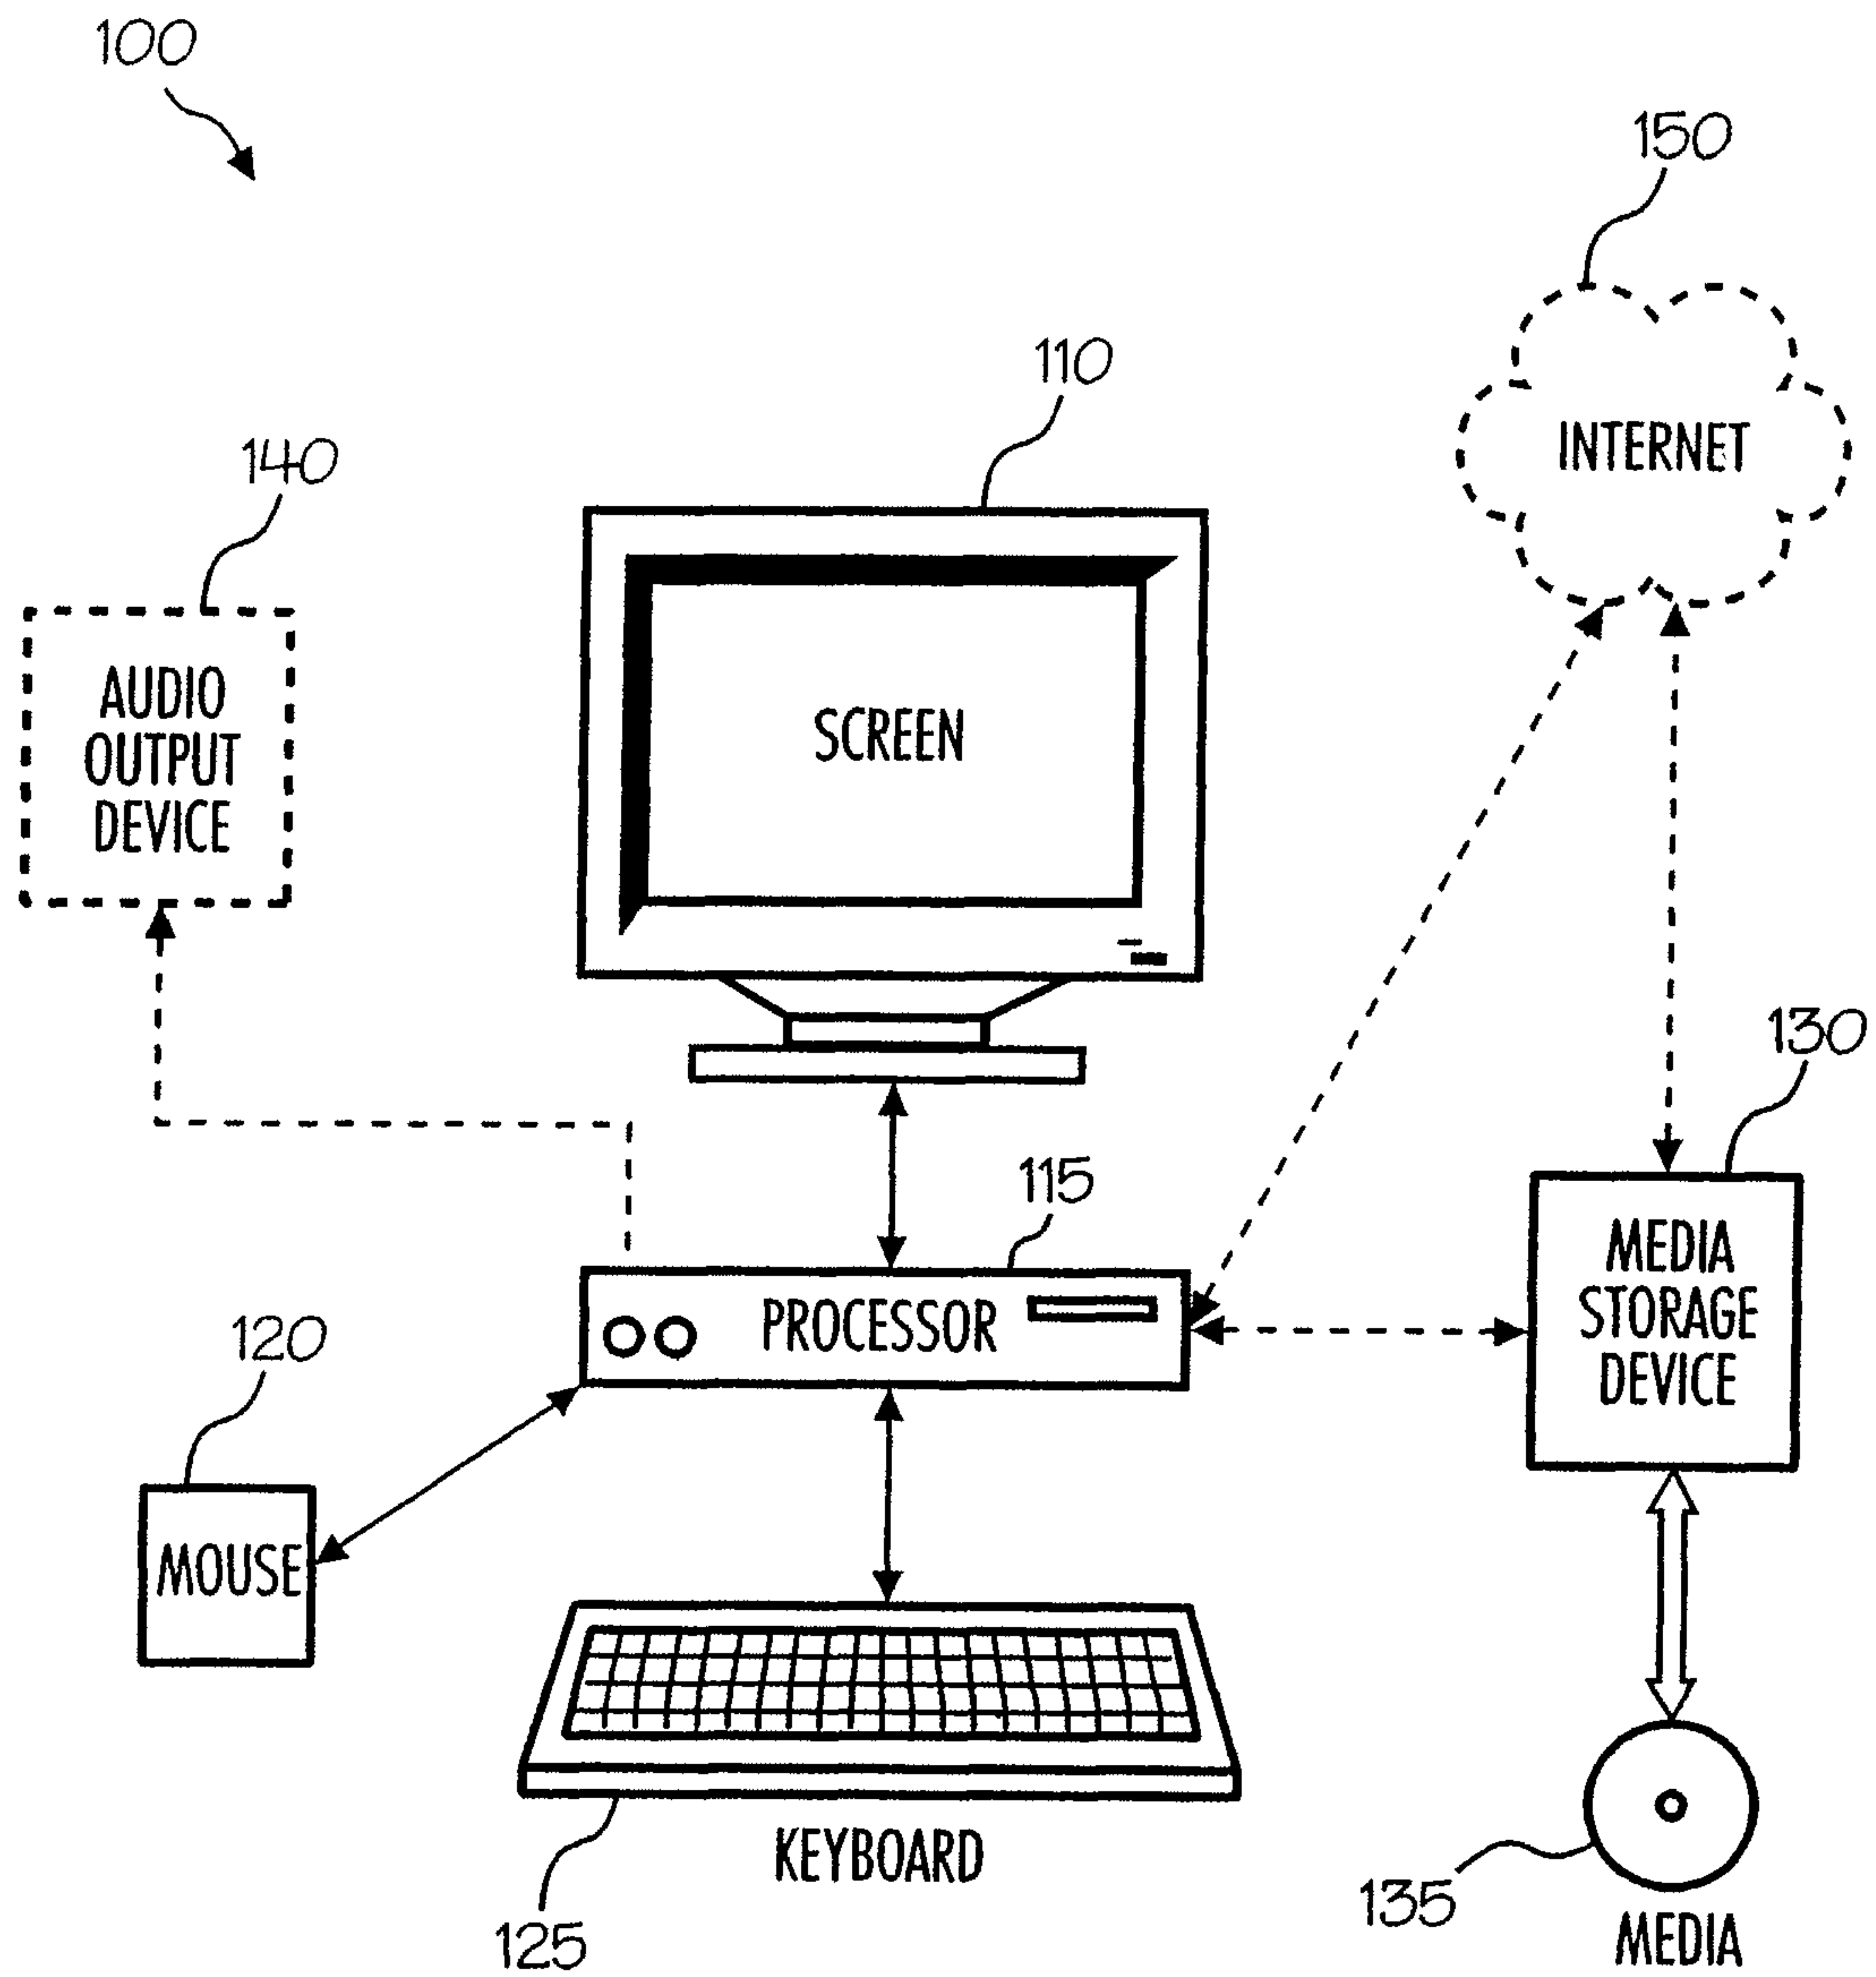 100
150
110
140
INTERNET
AUDIO
OUTPUT
DEVICE
SCREEN
130
115
MEDIA
STORAGE
DEVICE
PROCESSOR
120
MOUSE
KEYBOARD
125
135
MEDIA